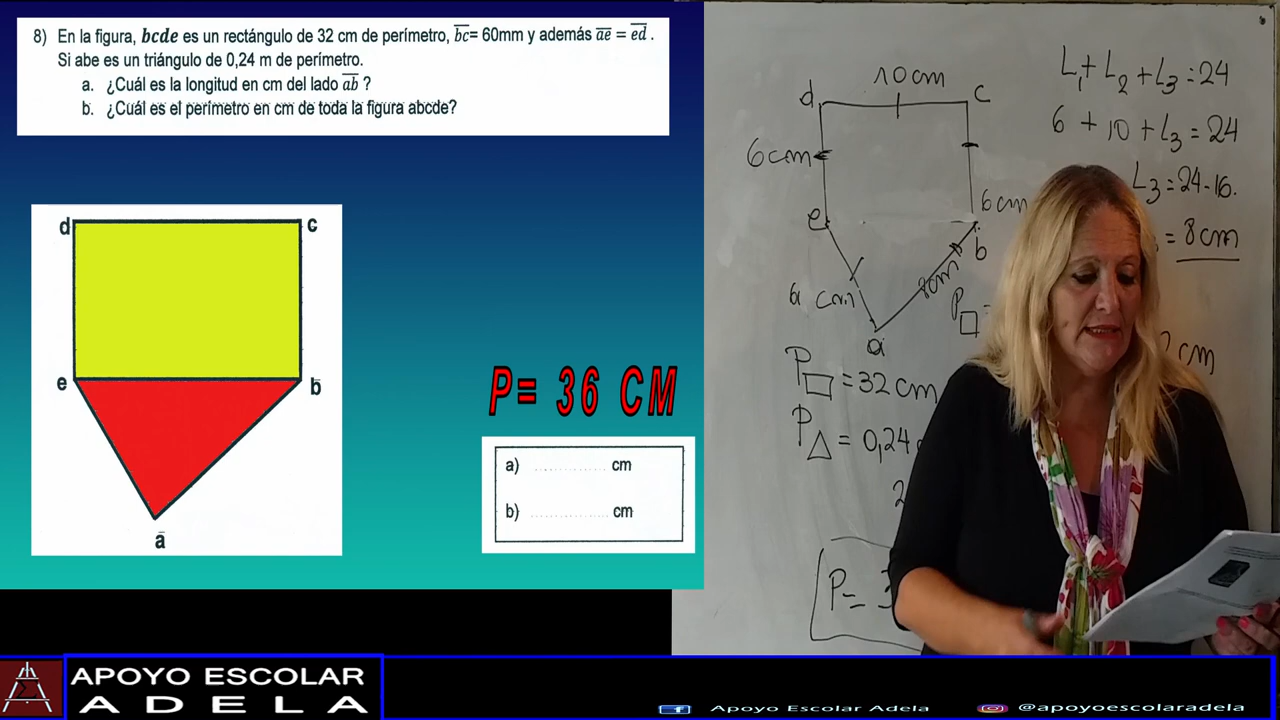 8) En la figura, bcde es un rectángulo de 32 cm de perímetro, bc= 60mm y además ae = ed .
Si abe es un triángulo de 0,24 m de perímetro.
a. ¿Cuál es la longitud en cm del lado ab ?
b. ¿Cuál es el perímetro en cm de toda la figura abcde?
d
c
e
b
a
P= 36 CM
a) .............. cm
b) .............. cm
10 cm
d
c
6 cm
e
6 cm
b
6 cm
8cm
a
P□
P▭ = 32 cm
P△ = 0,24
P=
L₁ + L₂ + L₃ = 24
6 + 10 + L₃ = 24
L₃ = 24-16.
= 8cm
2 cm
APOYO ESCOLAR
ADELA
Apoyo Escolar Adela
@apoyoescolaradela